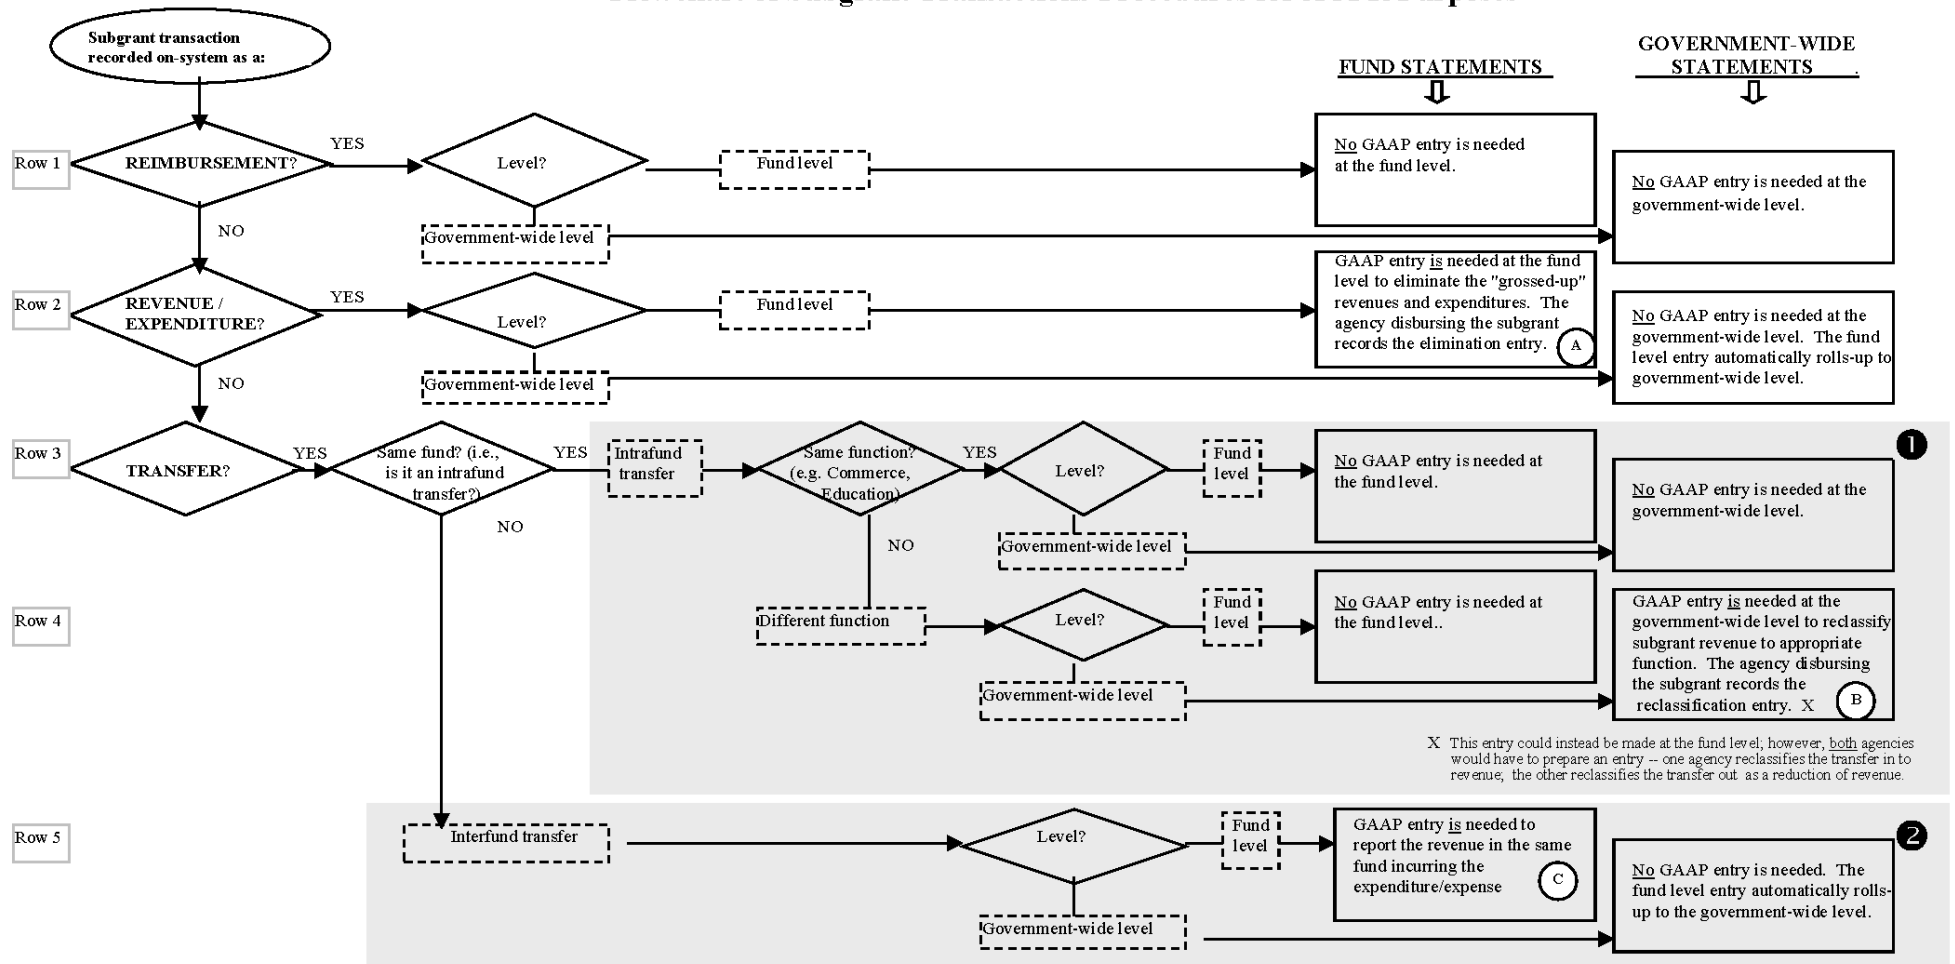 Subgrant transaction
recorded on-system as a:
FUND STATEMENTS
GOVERNMENT-WIDE
STATEMENTS .
Row 1
REIMBURSEMENT?
YES
Level?
Fund level
No GAAP entry is needed
at the fund level.
No GAAP entry is needed at the
government-wide level.
NO
Government-wide level
Row 2
REVENUE /
EXPENDITURE?
YES
Level?
Fund level
GAAP entry is needed at the fund
level to eliminate the "grossed-up"
revenues and expenditures. The
agency disbursing the subgrant
records the elimination entry.
A
No GAAP entry is needed at the
government-wide level. The fund
level entry automatically rolls-up to
government-wide level.
NO
Government-wide level
Row 3
TRANSFER?
YES
Same fund? (i.e.,
is it an intrafund
transfer?)
YES
Intrafund
transfer
Same function?
(e.g. Commerce,
Education)
YES
Level?
Fund
level
No GAAP entry is needed at
the fund level.
No GAAP entry is needed at the
government-wide level.
1
NO
NO
Government-wide level
Row 4
Different function
Level?
Fund
level
No GAAP entry is needed at
the fund level..
GAAP entry is needed at the
government-wide level to reclassify
subgrant revenue to appropriate
function. The agency disbursing
the subgrant records the
reclassification entry. X
B
Government-wide level
X This entry could instead be made at the fund level; however, both agencies
would have to prepare an entry -- one agency reclassifies the transfer in to
revenue; the other reclassifies the transfer out as a reduction of revenue.
Row 5
Interfund transfer
Level?
Fund
level
GAAP entry is needed to
report the revenue in the same
fund incurring the
expenditure/expense
C
No GAAP entry is needed. The
fund level entry automatically rolls-
up to the government-wide level.
2
Government-wide level